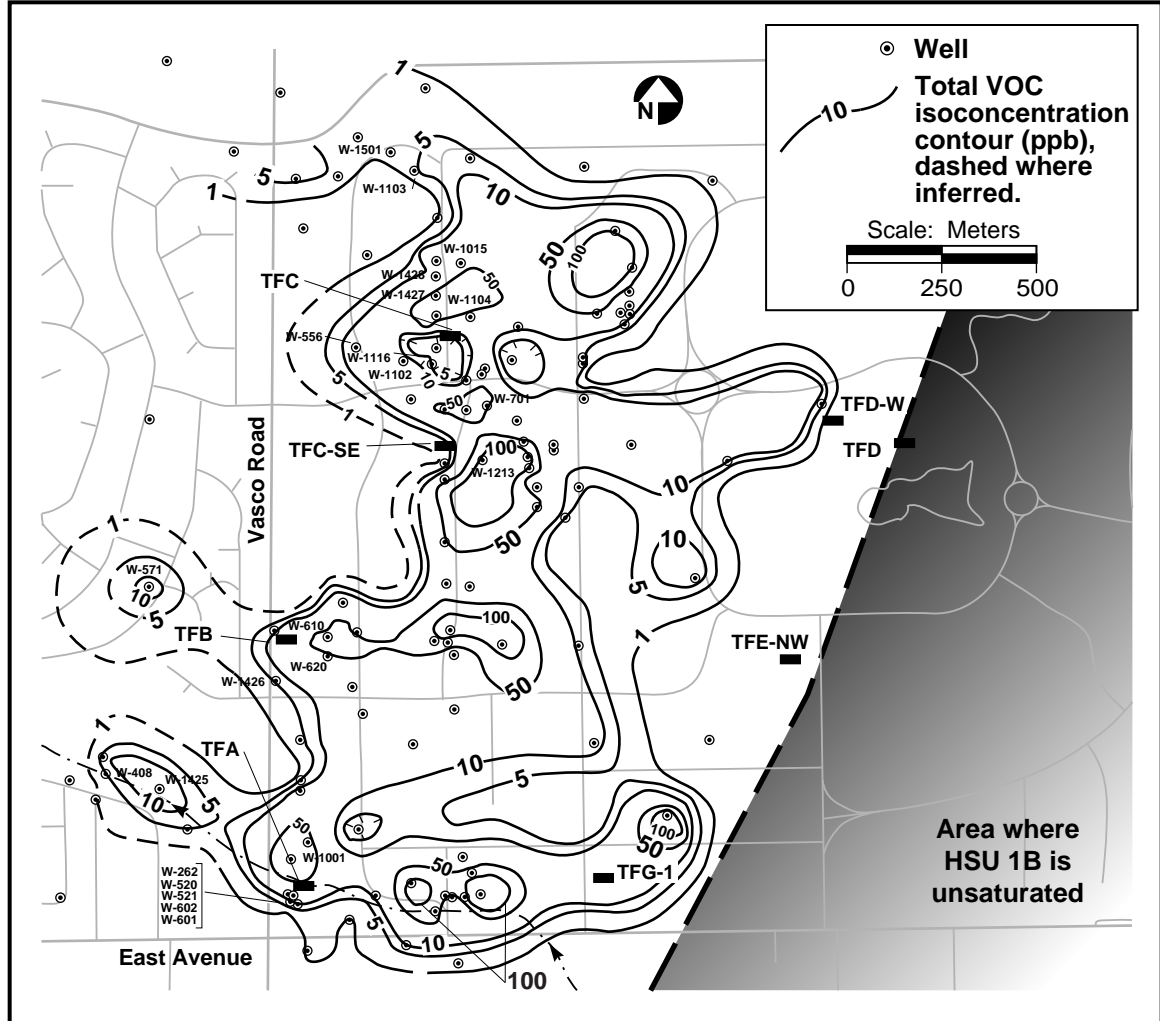 Well
10
Total VOC
isoconcentration
contour (ppb),
dashed where
inferred.
Scale: Meters
0 250 500
N
1
W-1501
5
5
1
W-1103
10
W-1015
50
100
W-1428
TFC
50
W-1427
W-1104
W-556
W-1116
W-1102
5
10
5
50
W-701
1
TFD-W
TFC-SE
TFD
100
W-1213
Vasco Road
10
50
10
1
W-571
10
5
5
W-610
100
TFB
1
TFE-NW
W-620
50
W-1426
1
TFA
10
W-408
W-1425
5
5
10
50
100
50
Area where
HSU 1B is
unsaturated
W-1001
50
W-262
W-520
W-521
W-602
W-601
TFG-1
5
10
1
East Avenue
100